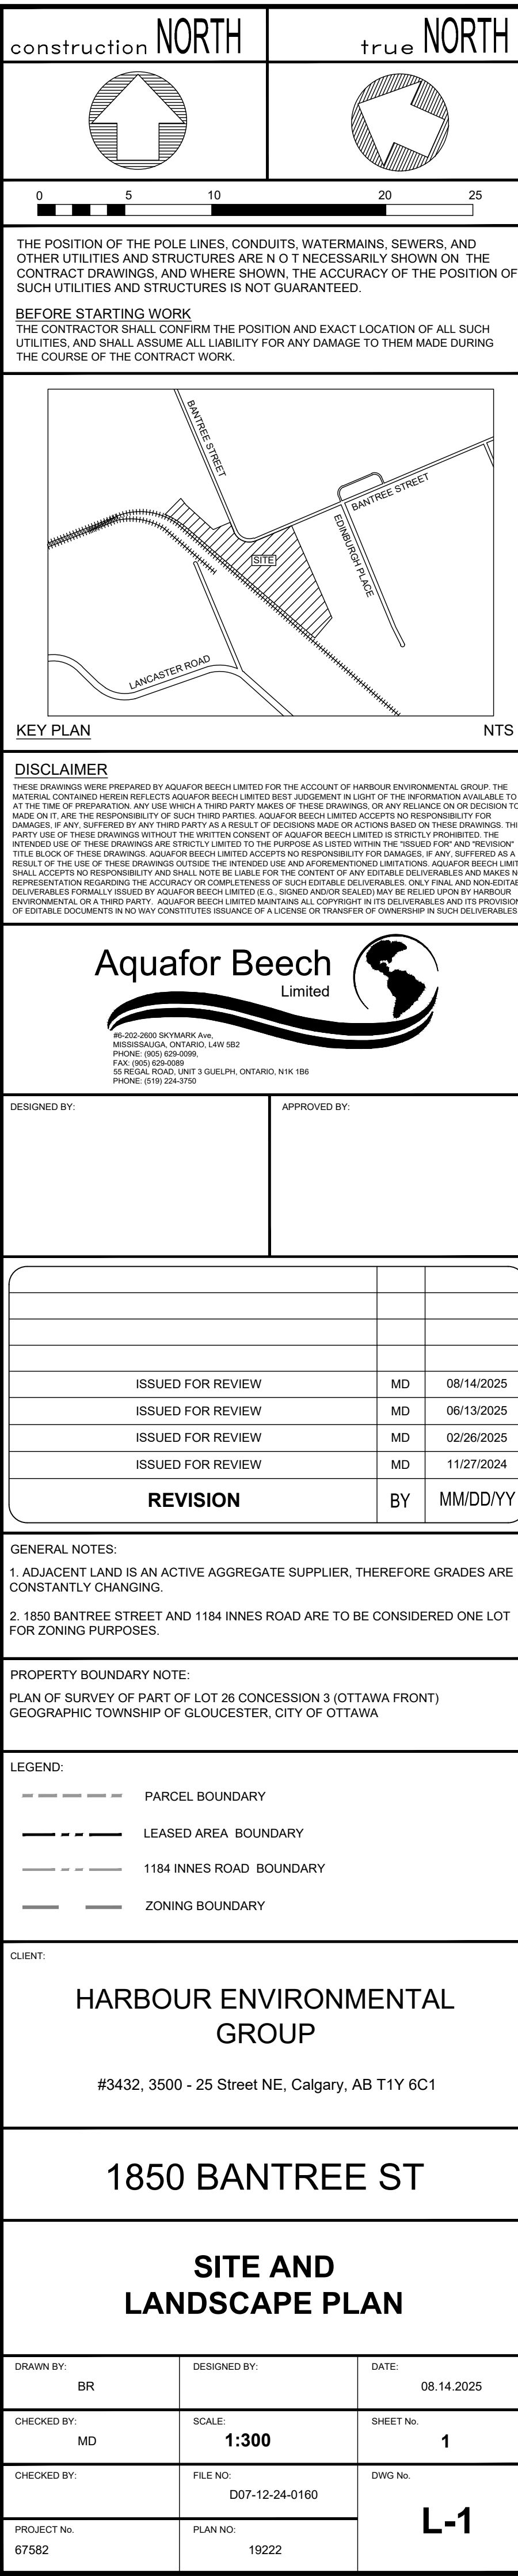 construction NORTH
true NORTH
0 5 10 20 25
THE POSITION OF THE POLE LINES, CONDUITS, WATERMAINS, SEWERS, AND
OTHER UTILITIES AND STRUCTURES ARE N O T NECESSARILY SHOWN ON THE
CONTRACT DRAWINGS, AND WHERE SHOWN, THE ACCURACY OF THE POSITION OF
SUCH UTILITIES AND STRUCTURES IS NOT GUARANTEED.
BEFORE STARTING WORK
THE CONTRACTOR SHALL CONFIRM THE POSITION AND EXACT LOCATION OF ALL SUCH
UTILITIES, AND SHALL ASSUME ALL LIABILITY FOR ANY DAMAGE TO THEM MADE DURING
THE COURSE OF THE CONTRACT WORK.
BANTREE STREET
BANTREE STREET
EDINBURGH PLACE
SITE
LANCASTER ROAD
KEY PLAN
NTS
DISCLAIMER
THESE DRAWINGS WERE PREPARED BY AQUAFOR BEECH LIMITED FOR THE ACCOUNT OF HARBOUR ENVIRONMENTAL GROUP. THE
MATERIAL CONTAINED HEREIN REFLECTS AQUAFOR BEECH LIMITED BEST JUDGEMENT IN LIGHT OF THE INFORMATION AVAILABLE TO
AT THE TIME OF PREPARATION. ANY USE WHICH A THIRD PARTY MAKES OF THESE DRAWINGS, OR ANY RELIANCE ON OR DECISION TO
MADE ON IT, ARE THE RESPONSIBILITY OF SUCH THIRD PARTIES. AQUAFOR BEECH LIMITED ACCEPTS NO RESPONSIBILITY FOR
DAMAGES, IF ANY, SUFFERED BY ANY THIRD PARTY AS A RESULT OF DECISIONS MADE OR ACTIONS BASED ON THESE DRAWINGS. THI
PARTY USE OF THESE DRAWINGS WITHOUT THE WRITTEN CONSENT OF AQUAFOR BEECH LIMITED IS STRICTLY PROHIBITED. THE
INTENDED USE OF THESE DRAWINGS ARE STRICTLY LIMITED TO THE PURPOSE AS LISTED WITHIN THE "ISSUED FOR" AND "REVISION"
TITLE BLOCK OF THESE DRAWINGS. AQUAFOR BEECH LIMITED ACCEPTS NO RESPONSIBILITY FOR DAMAGES, IF ANY, SUFFERED AS A
RESULT OF THE USE OF THESE DRAWINGS OUTSIDE THE INTENDED USE AND AFOREMENTIONED LIMITATIONS. AQUAFOR BEECH LIMIT
SHALL ACCEPTS NO RESPONSIBILITY AND SHALL NOTE BE LIABLE FOR THE CONTENT OF ANY EDITABLE DELIVERABLES AND MAKES N
REPRESENTATION REGARDING THE ACCURACY OR COMPLETENESS OF SUCH EDITABLE DELIVERABLES. ONLY FINAL AND NON-EDITAB
DELIVERABLES FORMALLY ISSUED BY AQUAFOR BEECH LIMITED (E.G., SIGNED AND/OR SEALED) MAY BE RELIED UPON BY HARBOUR
ENVIRONMENTAL OR A THIRD PARTY. AQUAFOR BEECH LIMITED MAINTAINS ALL COPYRIGHT IN ITS DELIVERABLES AND ITS PROVISION
OF EDITABLE DOCUMENTS IN NO WAY CONSTITUTES ISSUANCE OF A LICENSE OR TRANSFER OF OWNERSHIP IN SUCH DELIVERABLES
Aquafor Beech
Limited
#6-202-2600 SKYMARK Ave,
MISSISSAUGA, ONTARIO, L4W 5B2
PHONE: (905) 629-0099,
FAX: (905) 629-0089
55 REGAL ROAD, UNIT 3 GUELPH, ONTARIO, N1K 1B6
PHONE: (519) 224-3750
DESIGNED BY:
APPROVED BY:
ISSUED FOR REVIEW MD 08/14/2025
ISSUED FOR REVIEW MD 06/13/2025
ISSUED FOR REVIEW MD 02/26/2025
ISSUED FOR REVIEW MD 11/27/2024
REVISION BY MM/DD/YY
GENERAL NOTES:
1. ADJACENT LAND IS AN ACTIVE AGGREGATE SUPPLIER, THEREFORE GRADES ARE
CONSTANTLY CHANGING.
2. 1850 BANTREE STREET AND 1184 INNES ROAD ARE TO BE CONSIDERED ONE LOT
FOR ZONING PURPOSES.
PROPERTY BOUNDARY NOTE:
PLAN OF SURVEY OF PART OF LOT 26 CONCESSION 3 (OTTAWA FRONT)
GEOGRAPHIC TOWNSHIP OF GLOUCESTER, CITY OF OTTAWA
LEGEND:
PARCEL BOUNDARY
LEASED AREA BOUNDARY
1184 INNES ROAD BOUNDARY
ZONING BOUNDARY
CLIENT:
HARBOUR ENVIRONMENTAL
GROUP
#3432, 3500 - 25 Street NE, Calgary, AB T1Y 6C1
1850 BANTREE ST
SITE AND
LANDSCAPE PLAN
DRAWN BY: DESIGNED BY: DATE:
BR 08.14.2025
CHECKED BY: SCALE: SHEET No.
MD 1:300 1
CHECKED BY: FILE NO: DWG No.
D07-12-24-0160
L-1
PROJECT No. PLAN NO:
67582 19222